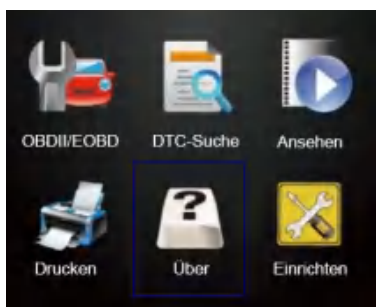 OBDII/EOBD DTC-Suche Ansehen
?
Drucken Über Einrichten